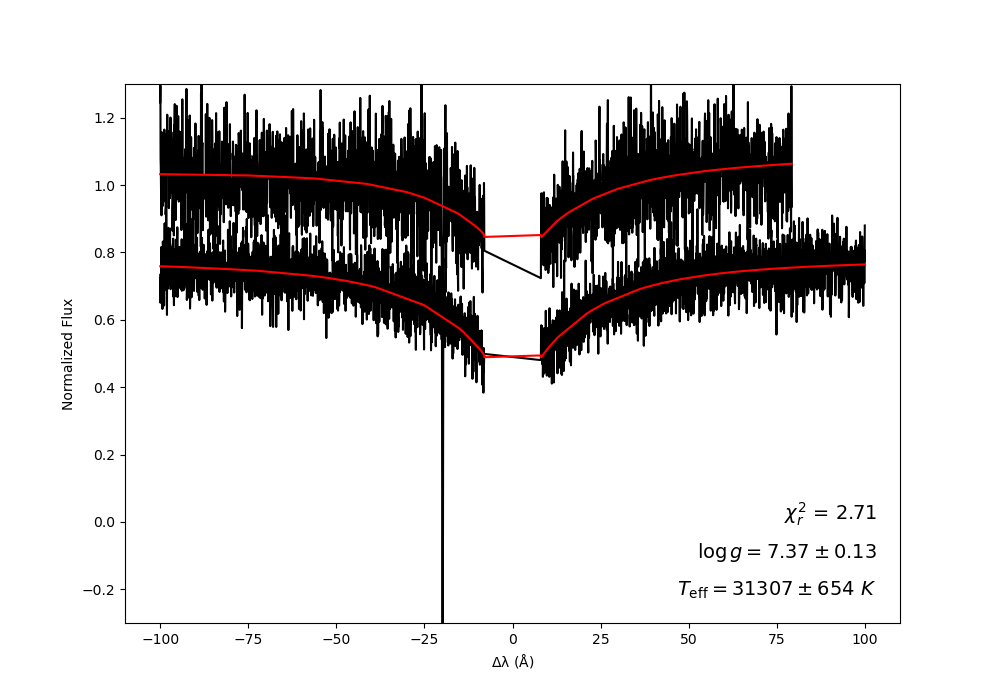 1.2
1.0
0.8
0.6
0.4
0.2
0.0
−0.2
Normalized Flux
χ²ᵣ = 2.71
log g = 7.37 ± 0.13
T_eff = 31307 ± 654 K
−100 −75 −50 −25 0 25 50 75 100
Δλ (Å)